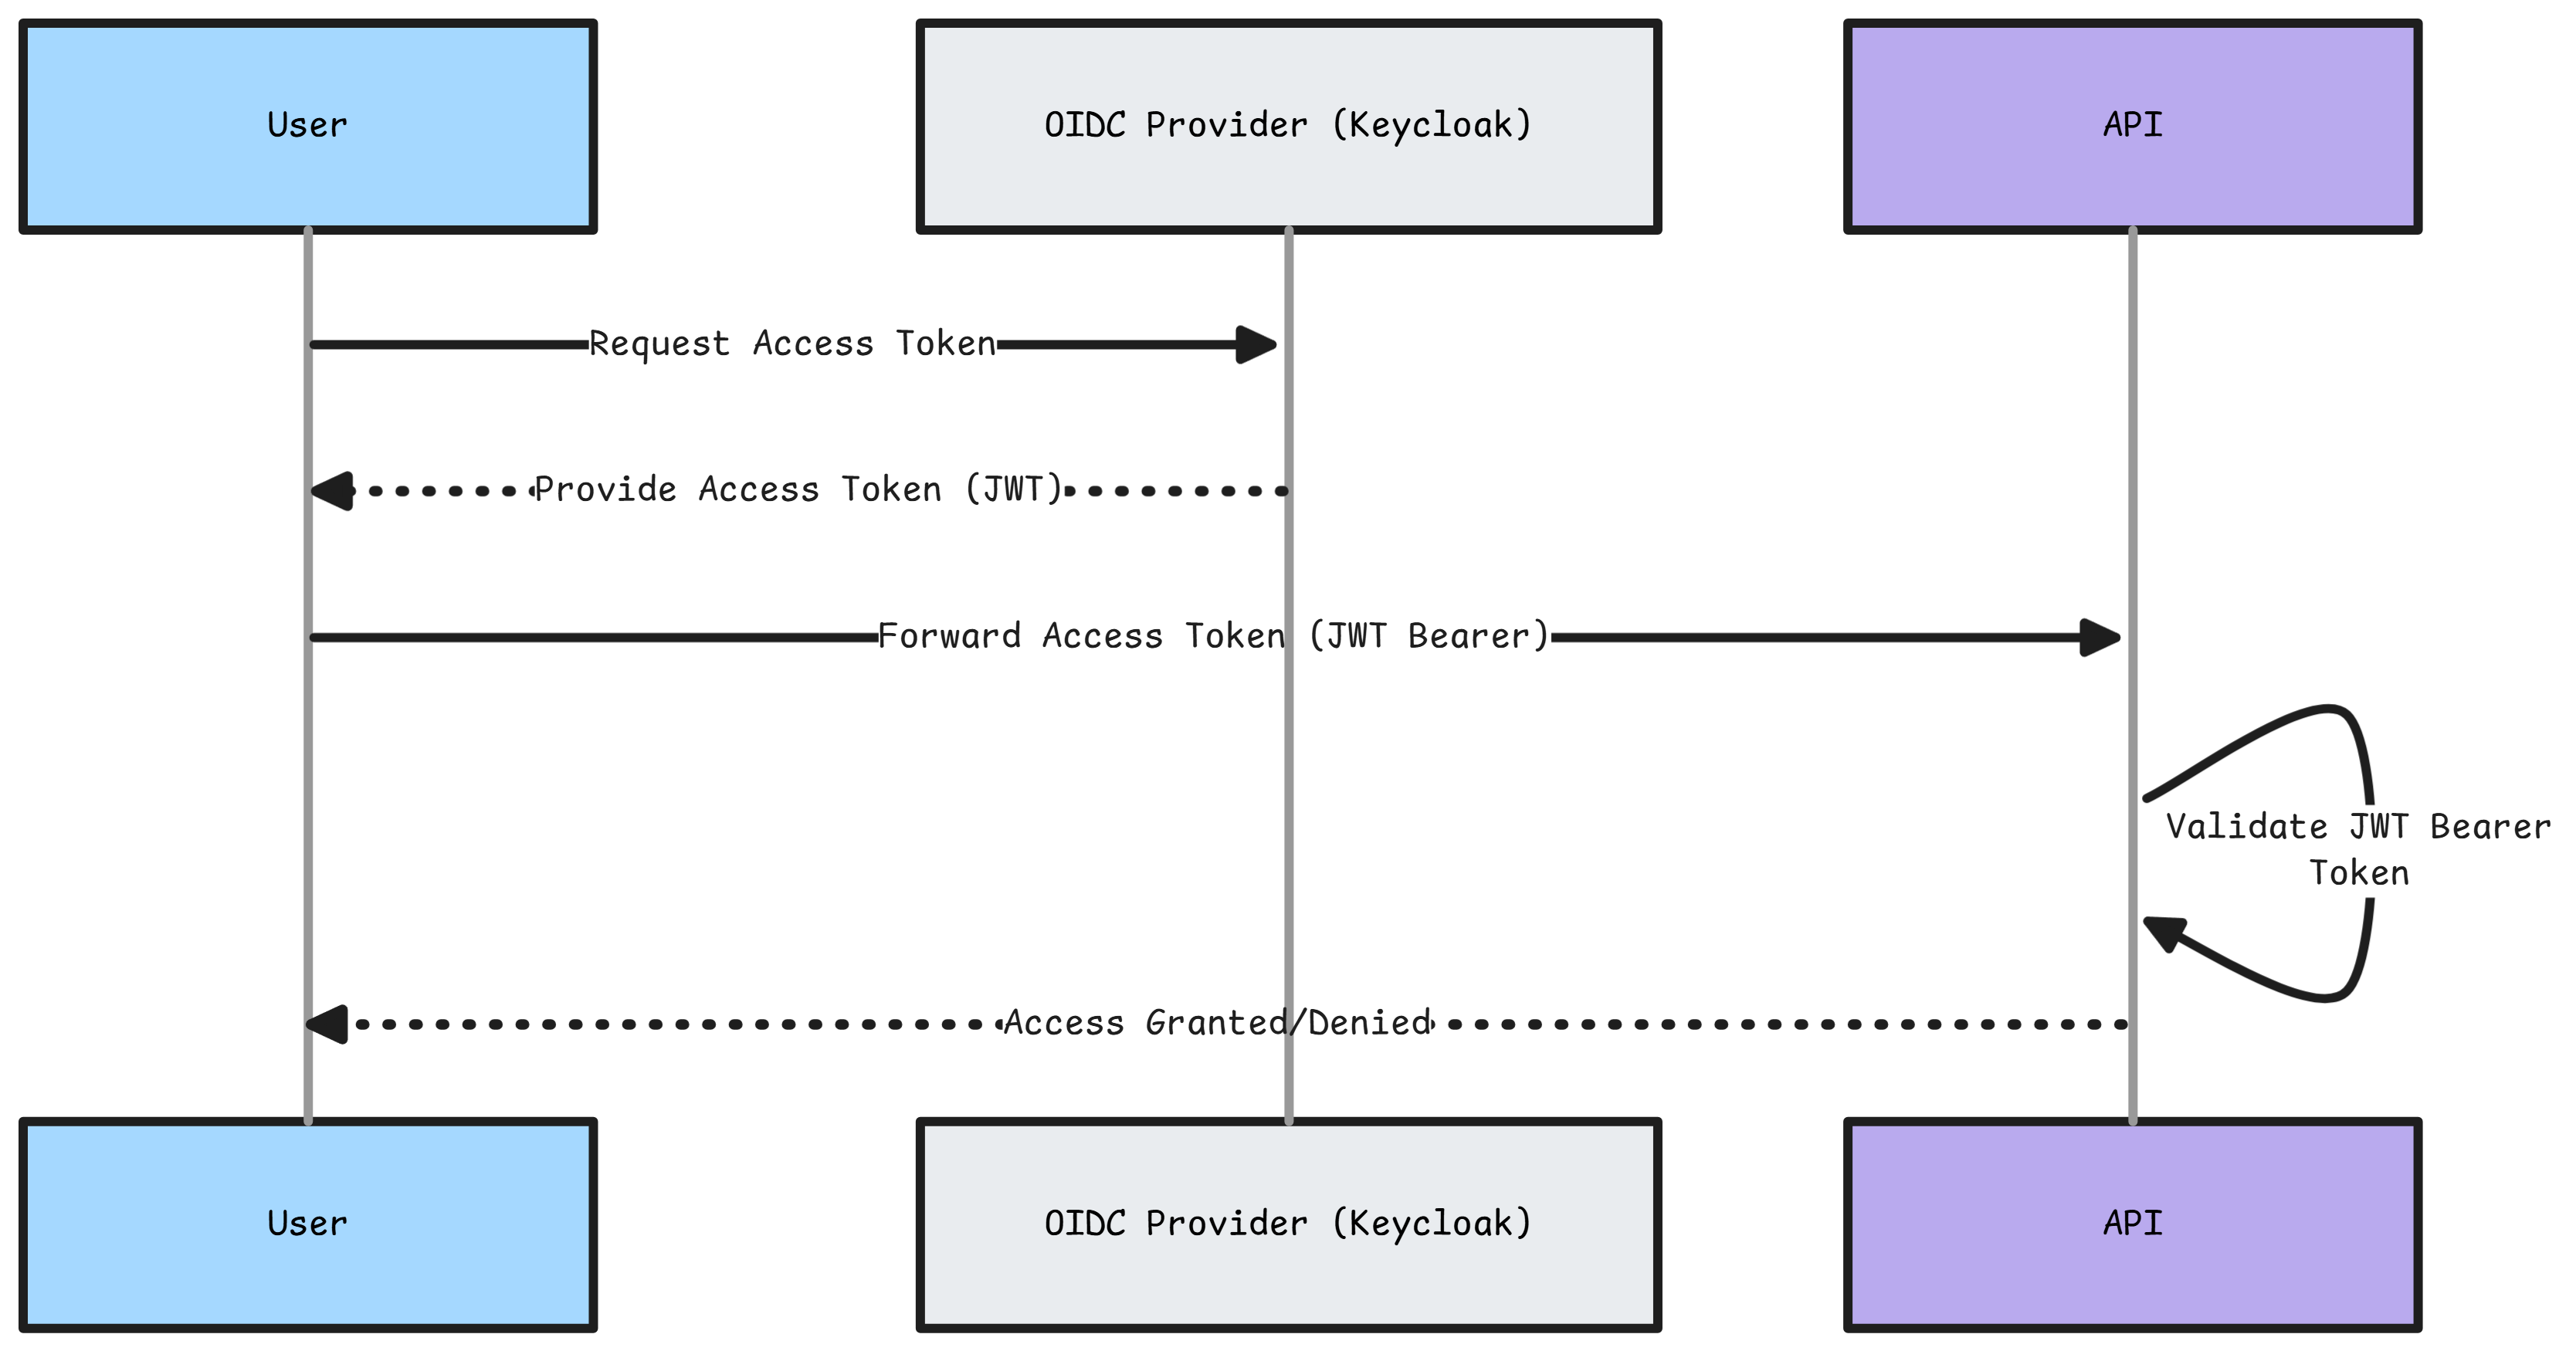 User
OIDC Provider (Keycloak)
API
Request Access Token
Provide Access Token (JWT)
Forward Access Token (JWT Bearer)
Validate JWT Bearer
Token
Access Granted/Denied
User
OIDC Provider (Keycloak)
API